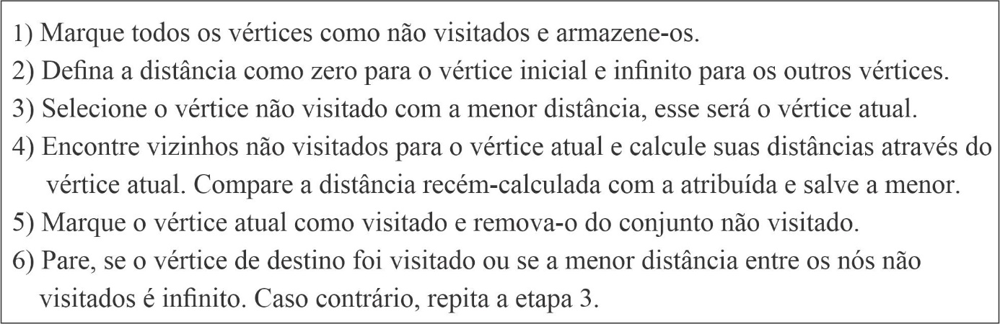 1) Marque todos os vértices como não visitados e armazene-os.
2) Defina a distância como zero para o vértice inicial e infinito para os outros vértices.
3) Selecione o vértice não visitado com a menor distância, esse será o vértice atual.
4) Encontre vizinhos não visitados para o vértice atual e calcule suas distâncias através do
vértice atual. Compare a distância recém-calculada com a atribuída e salve a menor.
5) Marque o vértice atual como visitado e remova-o do conjunto não visitado.
6) Pare, se o vértice de destino foi visitado ou se a menor distância entre os nós não
visitados é infinito. Caso contrário, repita a etapa 3.